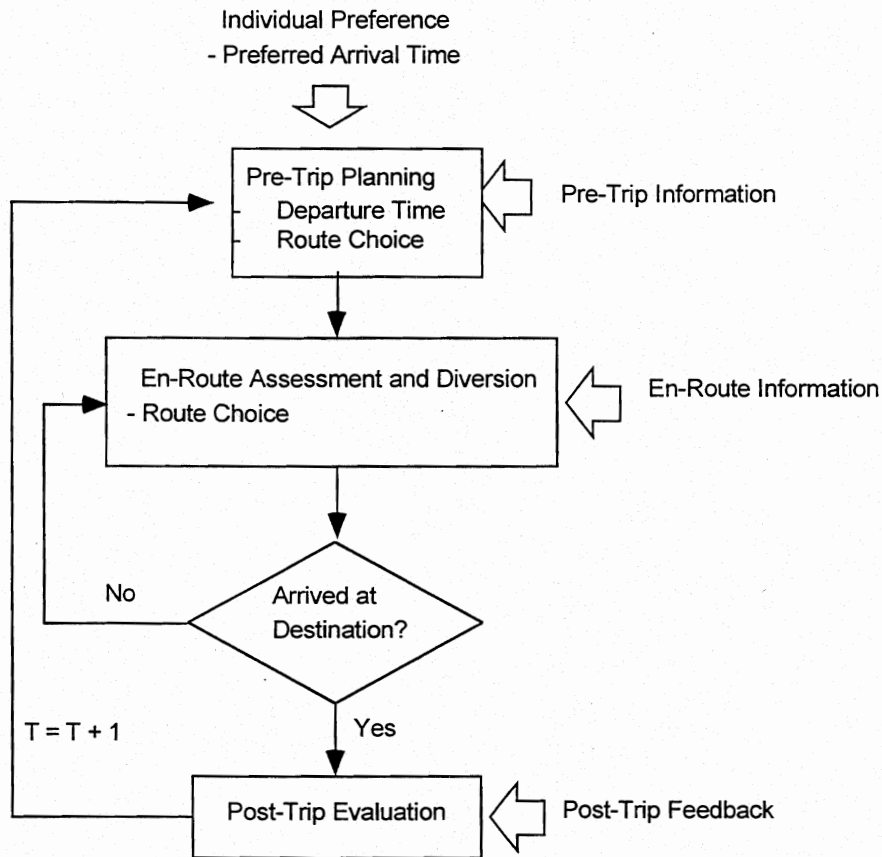 Individual Preference
- Preferred Arrival Time
Pre-Trip Planning
- Departure Time
- Route Choice
Pre-Trip Information
En-Route Assessment and Diversion
- Route Choice
En-Route Information
Arrived at
Destination?
No
Yes
T = T + 1
Post-Trip Evaluation
Post-Trip Feedback